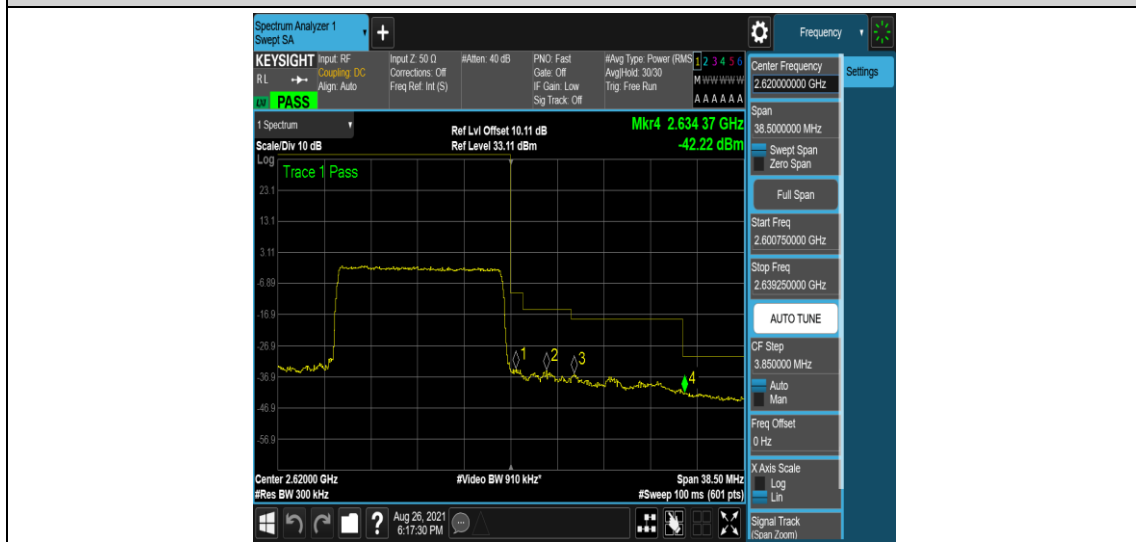 Spectrum Analyzer 1
Swept SA
Frequency
KEYSIGHT
Input: RF
Coupling: DC
Align: Auto
Input Z: 50 Ω
Corrections: Off
Freq Ref: Int (S)
#Atten: 40 dB
PNO: Fast
Gate: Off
IF Gain: Low
Sig Track: Off
#Avg Type: Power (RMS
Avg|Hold: 30/30
Trig: Free Run
1 2 3 4 5 6
M W W W W W
A A A A A A
R L
LXI
PASS
1 Spectrum
Scale/Div 10 dB
Ref Lvl Offset 10.11 dB
Ref Level 33.11 dBm
Mkr4 2.634 37 GHz
-42.22 dBm
Log
Trace 1 Pass
23.1
13.1
3.11
-6.89
-16.9
-26.9
-36.9
-46.9
-56.9
1
2
3
4
Center 2.62000 GHz
#Res BW 300 kHz
#Video BW 910 kHz*
Span 38.50 MHz
#Sweep 100 ms (601 pts)
Aug 26, 2021
6:17:30 PM
Center Frequency
2.620000000 GHz
Settings
Span
38.5000000 MHz
Swept Span
Zero Span
Full Span
Start Freq
2.600750000 GHz
Stop Freq
2.639250000 GHz
AUTO TUNE
CF Step
3.850000 MHz
Auto
Man
Freq Offset
0 Hz
X Axis Scale
Log
Lin
Signal Track
(Span Zoom)